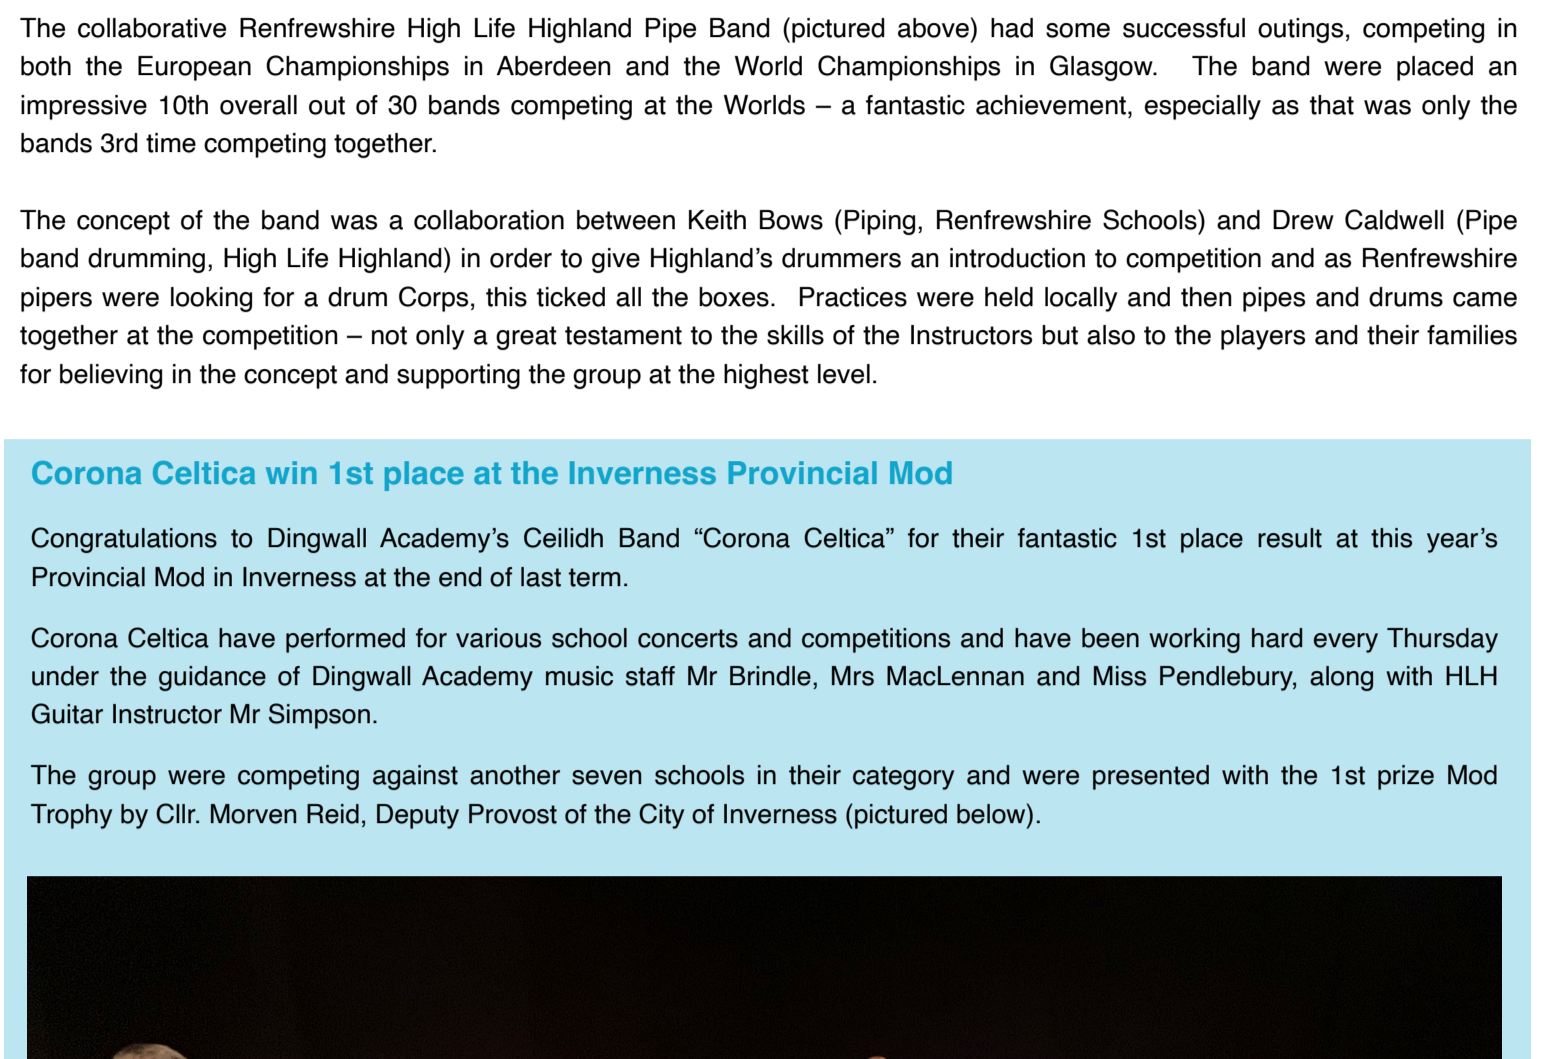 The collaborative Renfrewshire High Life Highland Pipe Band (pictured above) had some successful outings, competing in
both the European Championships in Aberdeen and the World Championships in Glasgow.  The band were placed an
impressive 10th overall out of 30 bands competing at the Worlds – a fantastic achievement, especially as that was only the
bands 3rd time competing together.
The concept of the band was a collaboration between Keith Bows (Piping, Renfrewshire Schools) and Drew Caldwell (Pipe
band drumming, High Life Highland) in order to give Highland’s drummers an introduction to competition and as Renfrewshire
pipers were looking for a drum Corps, this ticked all the boxes.  Practices were held locally and then pipes and drums came
together at the competition – not only a great testament to the skills of the Instructors but also to the players and their families
for believing in the concept and supporting the group at the highest level.
Corona Celtica win 1st place at the Inverness Provincial Mod
Congratulations to Dingwall Academy’s Ceilidh Band “Corona Celtica” for their fantastic 1st place result at this year’s
Provincial Mod in Inverness at the end of last term.
Corona Celtica have performed for various school concerts and competitions and have been working hard every Thursday
under the guidance of Dingwall Academy music staff Mr Brindle, Mrs MacLennan and Miss Pendlebury, along with HLH
Guitar Instructor Mr Simpson.
The group were competing against another seven schools in their category and were presented with the 1st prize Mod
Trophy by Cllr. Morven Reid, Deputy Provost of the City of Inverness (pictured below).